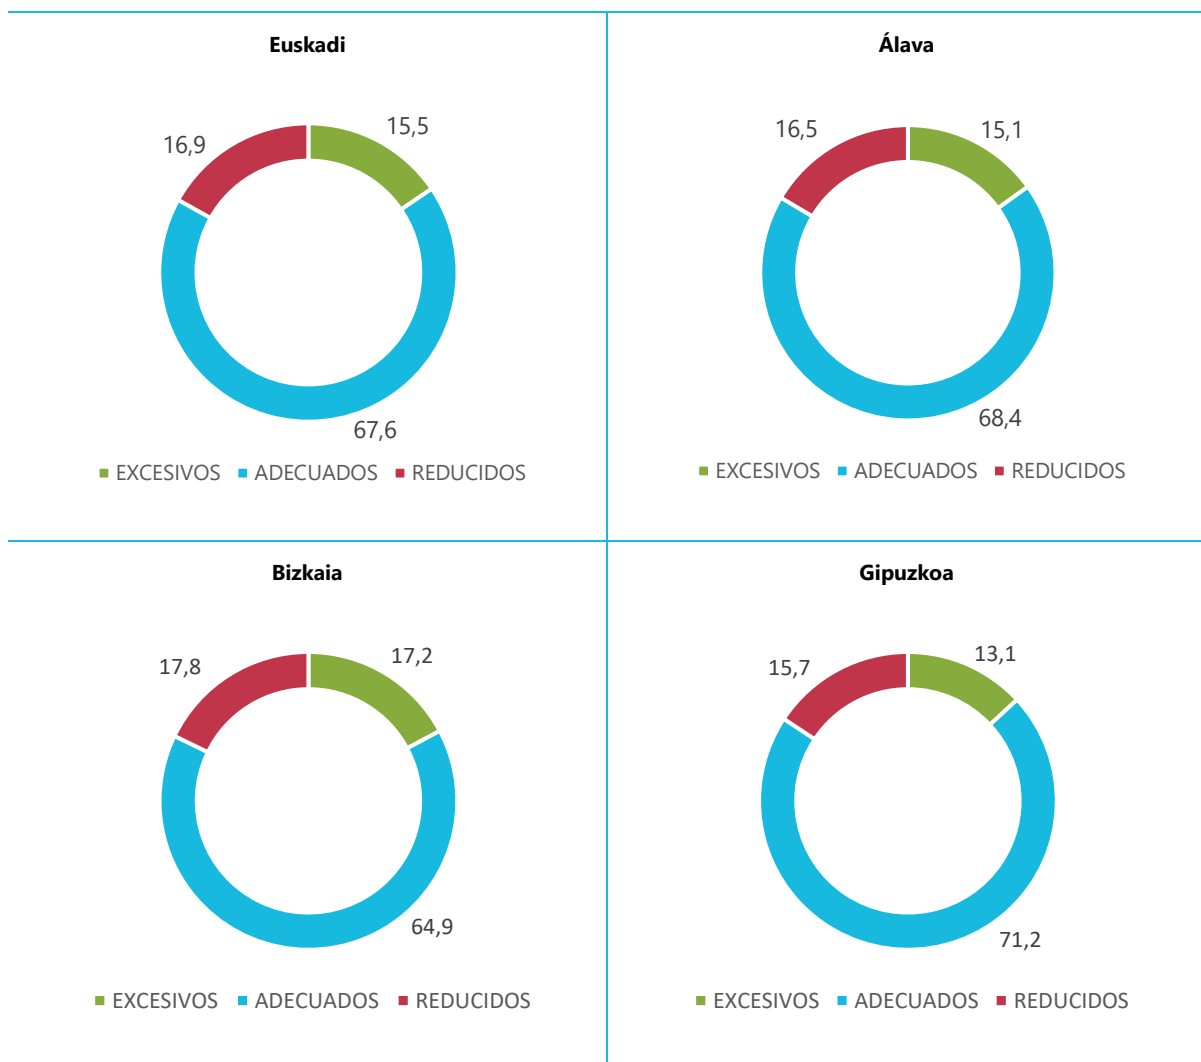 Euskadi
15,5
16,9
67,6
EXCESIVOS ADECUADOS REDUCIDOS
Álava
15,1
16,5
68,4
EXCESIVOS ADECUADOS REDUCIDOS
Bizkaia
17,2
17,8
64,9
EXCESIVOS ADECUADOS REDUCIDOS
Gipuzkoa
13,1
15,7
71,2
EXCESIVOS ADECUADOS REDUCIDOS